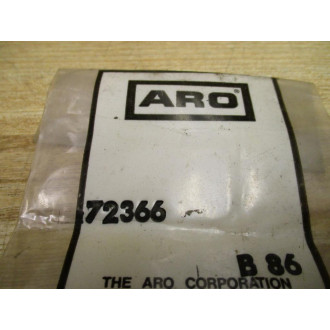 ARO
72366
B 86
THE ARO CORPORATION